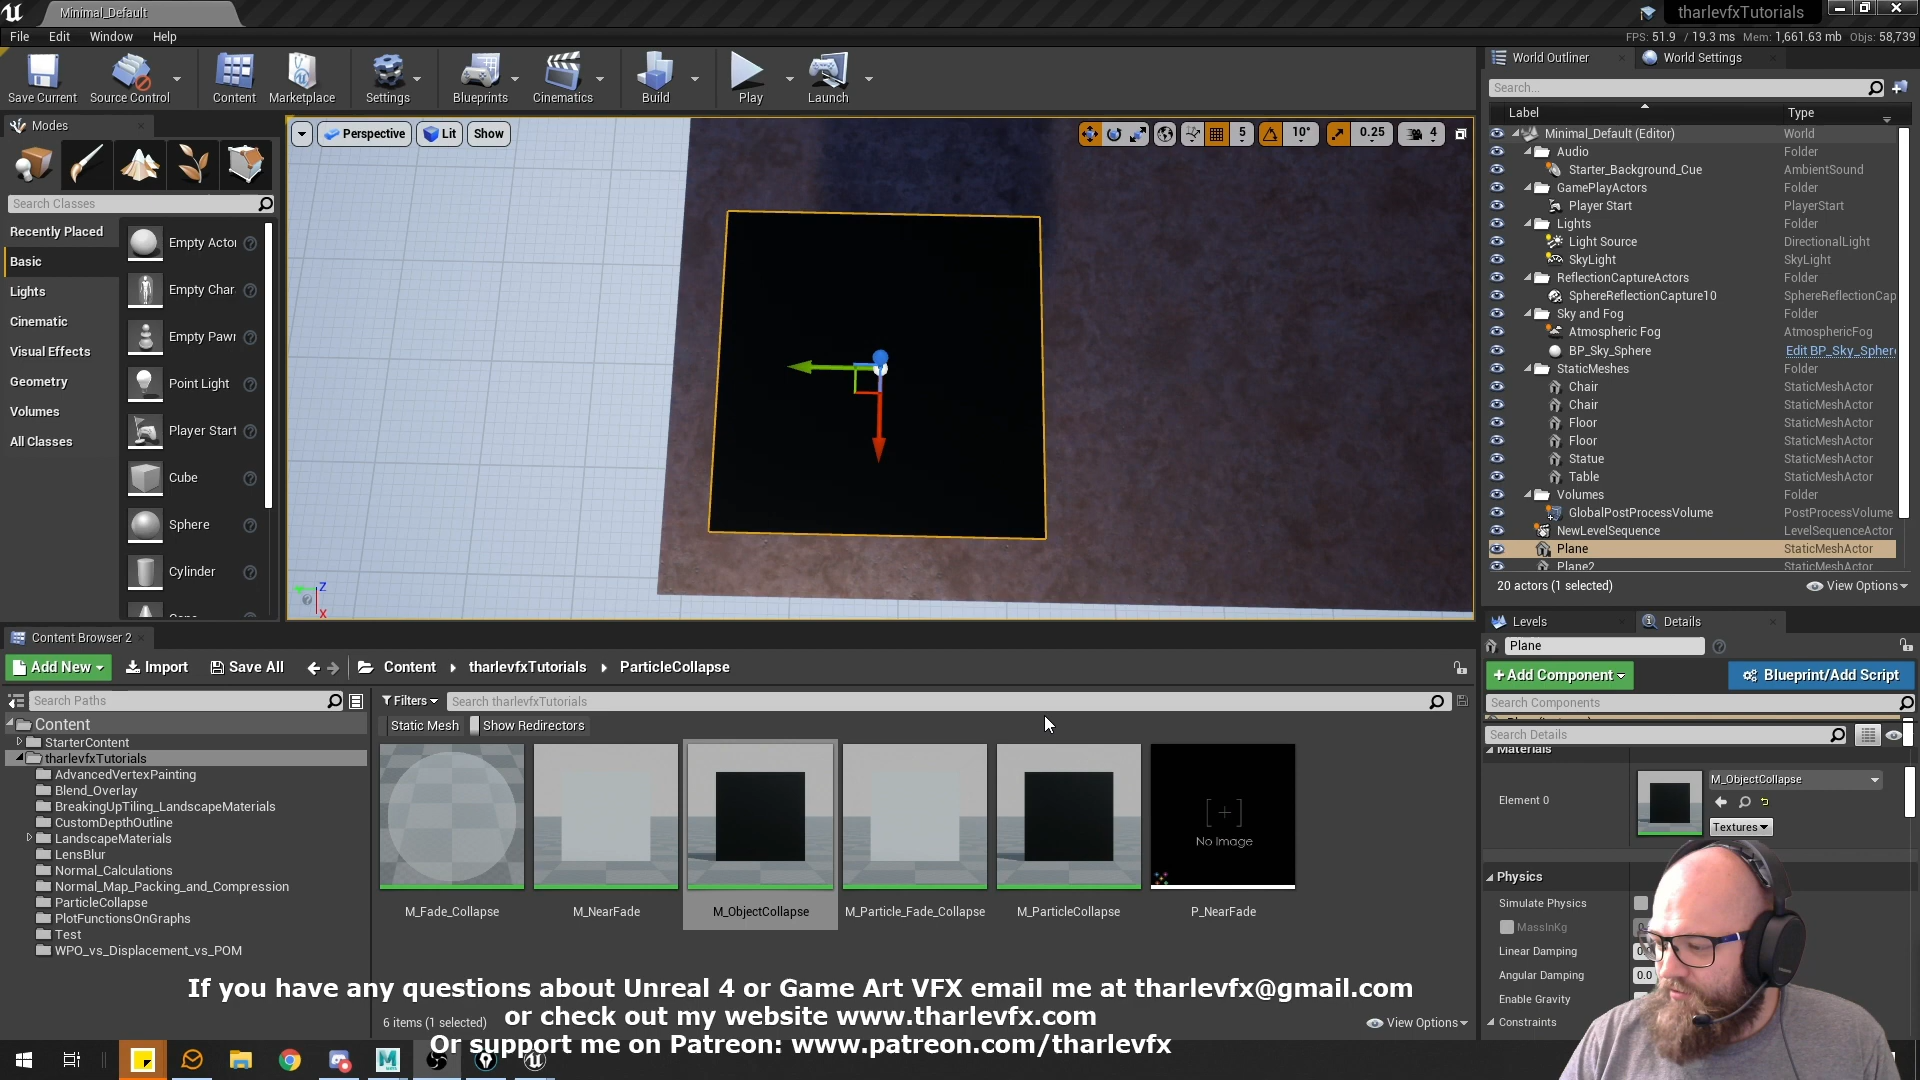 Minimal_Default
tharlevfxTutorials
File Edit Window Help
FPS: 51.9 / 19.3 ms Mem: 1,661.63 mb Objs: 58,739
Save Current
Source Control
Content
Marketplace
Settings
Blueprints
Cinematics
Build
Play
Launch
Modes
Search Classes
Recently Placed
Basic
Lights
Cinematic
Visual Effects
Geometry
Volumes
All Classes
Empty Actor
Empty Char
Empty Pawn
Point Light
Player Start
Cube
Sphere
Cylinder
Perspective
Lit
Show
5
10°
0.25
4
Z
X
World Outliner
World Settings
Search...
Label Type
Minimal_Default (Editor) World
Audio Folder
Starter_Background_Cue AmbientSound
GamePlayActors Folder
Player Start PlayerStart
Lights Folder
Light Source DirectionalLight
SkyLight SkyLight
ReflectionCaptureActors Folder
SphereReflectionCapture10 SphereReflectionCap
Sky and Fog Folder
Atmospheric Fog AtmosphericFog
BP_Sky_Sphere Edit BP_Sky_Sphere
StaticMeshes Folder
Chair StaticMeshActor
Chair StaticMeshActor
Floor StaticMeshActor
Floor StaticMeshActor
Statue StaticMeshActor
Table StaticMeshActor
Volumes Folder
GlobalPostProcessVolume PostProcessVolume
NewLevelSequence LevelSequenceActor
Plane StaticMeshActor
Plane2 StaticMeshActor
20 actors (1 selected)
View Options
Levels
Details
Plane
+Add Component
Blueprint/Add Script
Search Components
Search Details
Materials
Element 0
M_ObjectCollapse
Textures
Physics
Simulate Physics
MassInKg
Linear Damping
Angular Damping
0.0
Enable Gravity
Constraints
Content Browser 2
Add New
Import
Save All
Content
tharlevfxTutorials
ParticleCollapse
Search Paths
Filters
Search tharlevfxTutorials
Static Mesh
Show Redirectors
Content
StarterContent
tharlevfxTutorials
AdvancedVertexPainting
Blend_Overlay
BreakingUpTiling_LandscapeMaterials
CustomDepthOutline
LandscapeMaterials
LensBlur
Normal_Calculations
Normal_Map_Packing_and_Compression
ParticleCollapse
PlotFunctionsOnGraphs
Test
WPO_vs_Displacement_vs_POM
[+]
No Image
M_Fade_Collapse
M_NearFade
M_ObjectCollapse
M_Particle_Fade_Collapse
M_ParticleCollapse
P_NearFade
6 items (1 selected)
View Options
If you have any questions about Unreal 4 or Game Art VFX email me at tharlevfx@gmail.com
or check out my website www.tharlevfx.com
Or support me on Patreon: www.patreon.com/tharlevfx